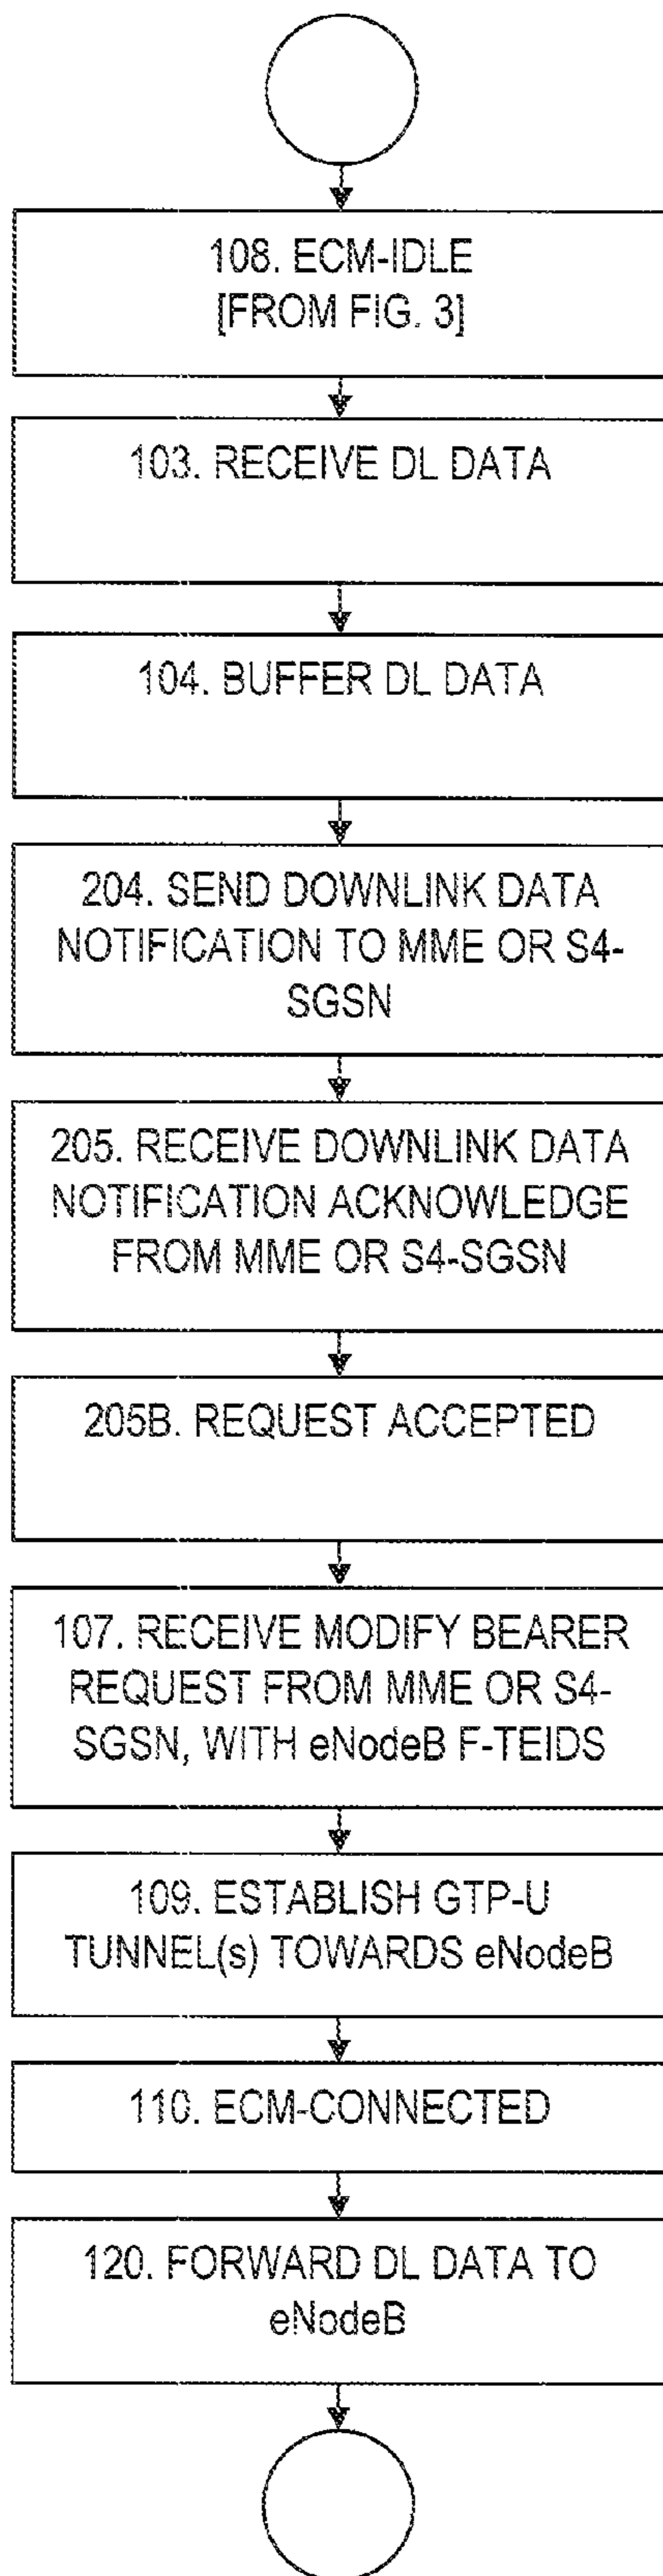 108. ECM-IDLE
[FROM FIG. 3]
103. RECEIVE DL DATA
104. BUFFER DL DATA
204. SEND DOWNLINK DATA
NOTIFICATION TO MME OR S4-
SGSN
205. RECEIVE DOWNLINK DATA
NOTIFICATION ACKNOWLEDGE
FROM MME OR S4-SGSN
205B. REQUEST ACCEPTED
107. RECEIVE MODIFY BEARER
REQUEST FROM MME OR S4-
SGSN, WITH eNodeB F-TEIDS
109. ESTABLISH GTP-U
TUNNEL(s) TOWARDS eNodeB
110. ECM-CONNECTED
120. FORWARD DL DATA TO
eNodeB